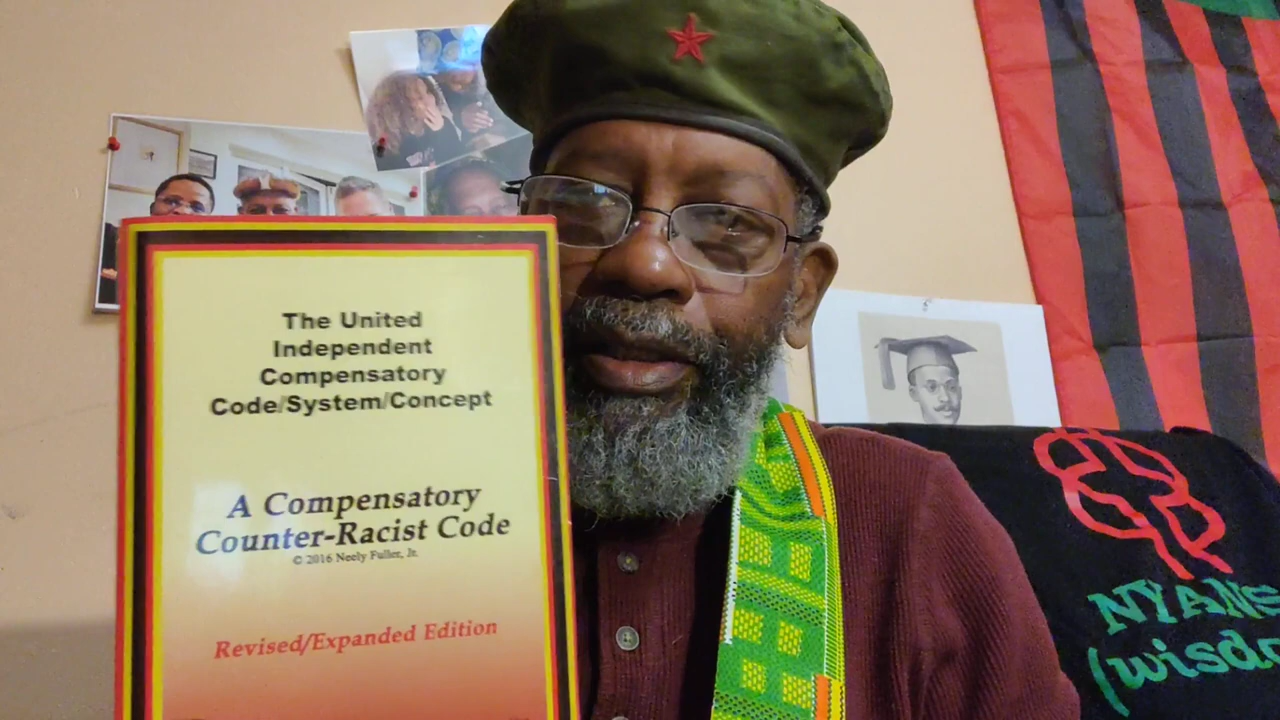 The United
Independent
Compensatory
Code/System/Concept
A Compensatory
Counter-Racist Code
© 2016 Neely Fuller, Jr.
Revised/Expanded Edition
NYANS
(wisdo